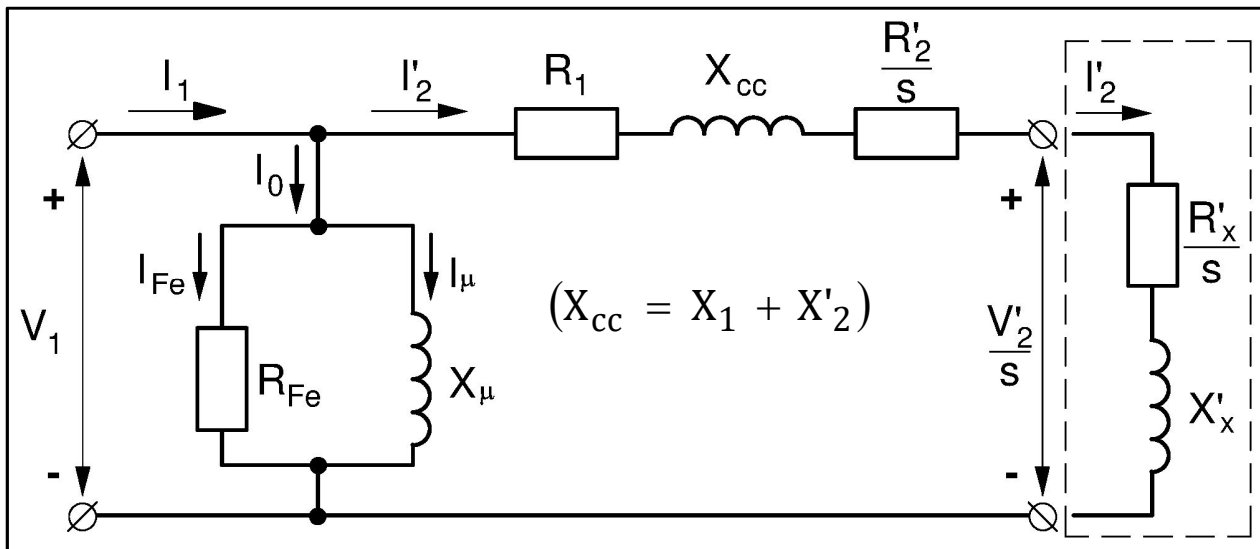 I1
I'2
R1
Xcc
R'2
s
I'2
+
I0
+
R'x
s
IFe
Iμ
(Xcc = X1 + X'2)
V1
V'2
s
RFe
Xμ
X'x
-
-